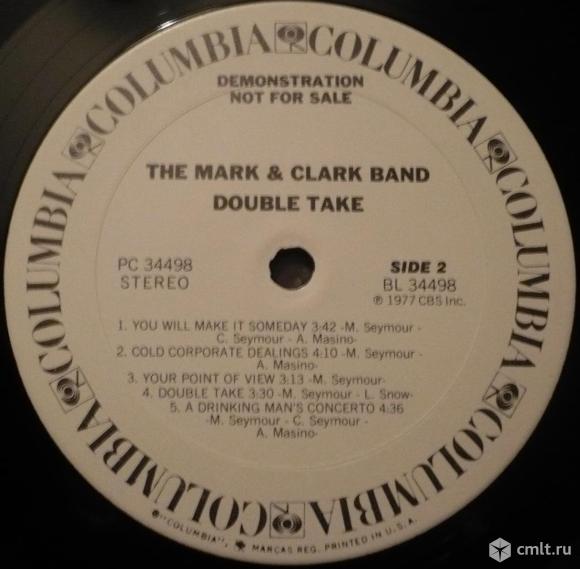 COLUMBIA COLUMBIA COLUMBIA COLUMBIA COLUMBIA COLUMBIA COLUMBIA COLUMBIA
DEMONSTRATION
NOT FOR SALE
THE MARK & CLARK BAND
DOUBLE TAKE
PC 34498
STEREO
SIDE 2
BL 34498
℗ 1977 CBS Inc.
1. YOU WILL MAKE IT SOMEDAY 3:42 -M. Seymour -
C. Seymour - A. Masino-
2. COLD CORPORATE DEALINGS 4:10 -M. Seymour -
A. Masino-
3. YOUR POINT OF VIEW 3:13 -M. Seymour-
4. DOUBLE TAKE 3:30 -M. Seymour - L. Snow-
5. A DRINKING MAN'S CONCERTO 4:36
-M. Seymour - C. Seymour -
A. Masino-
®"COLUMBIA", MARCAS REG. PRINTED IN U.S.A.
cmlt.ru